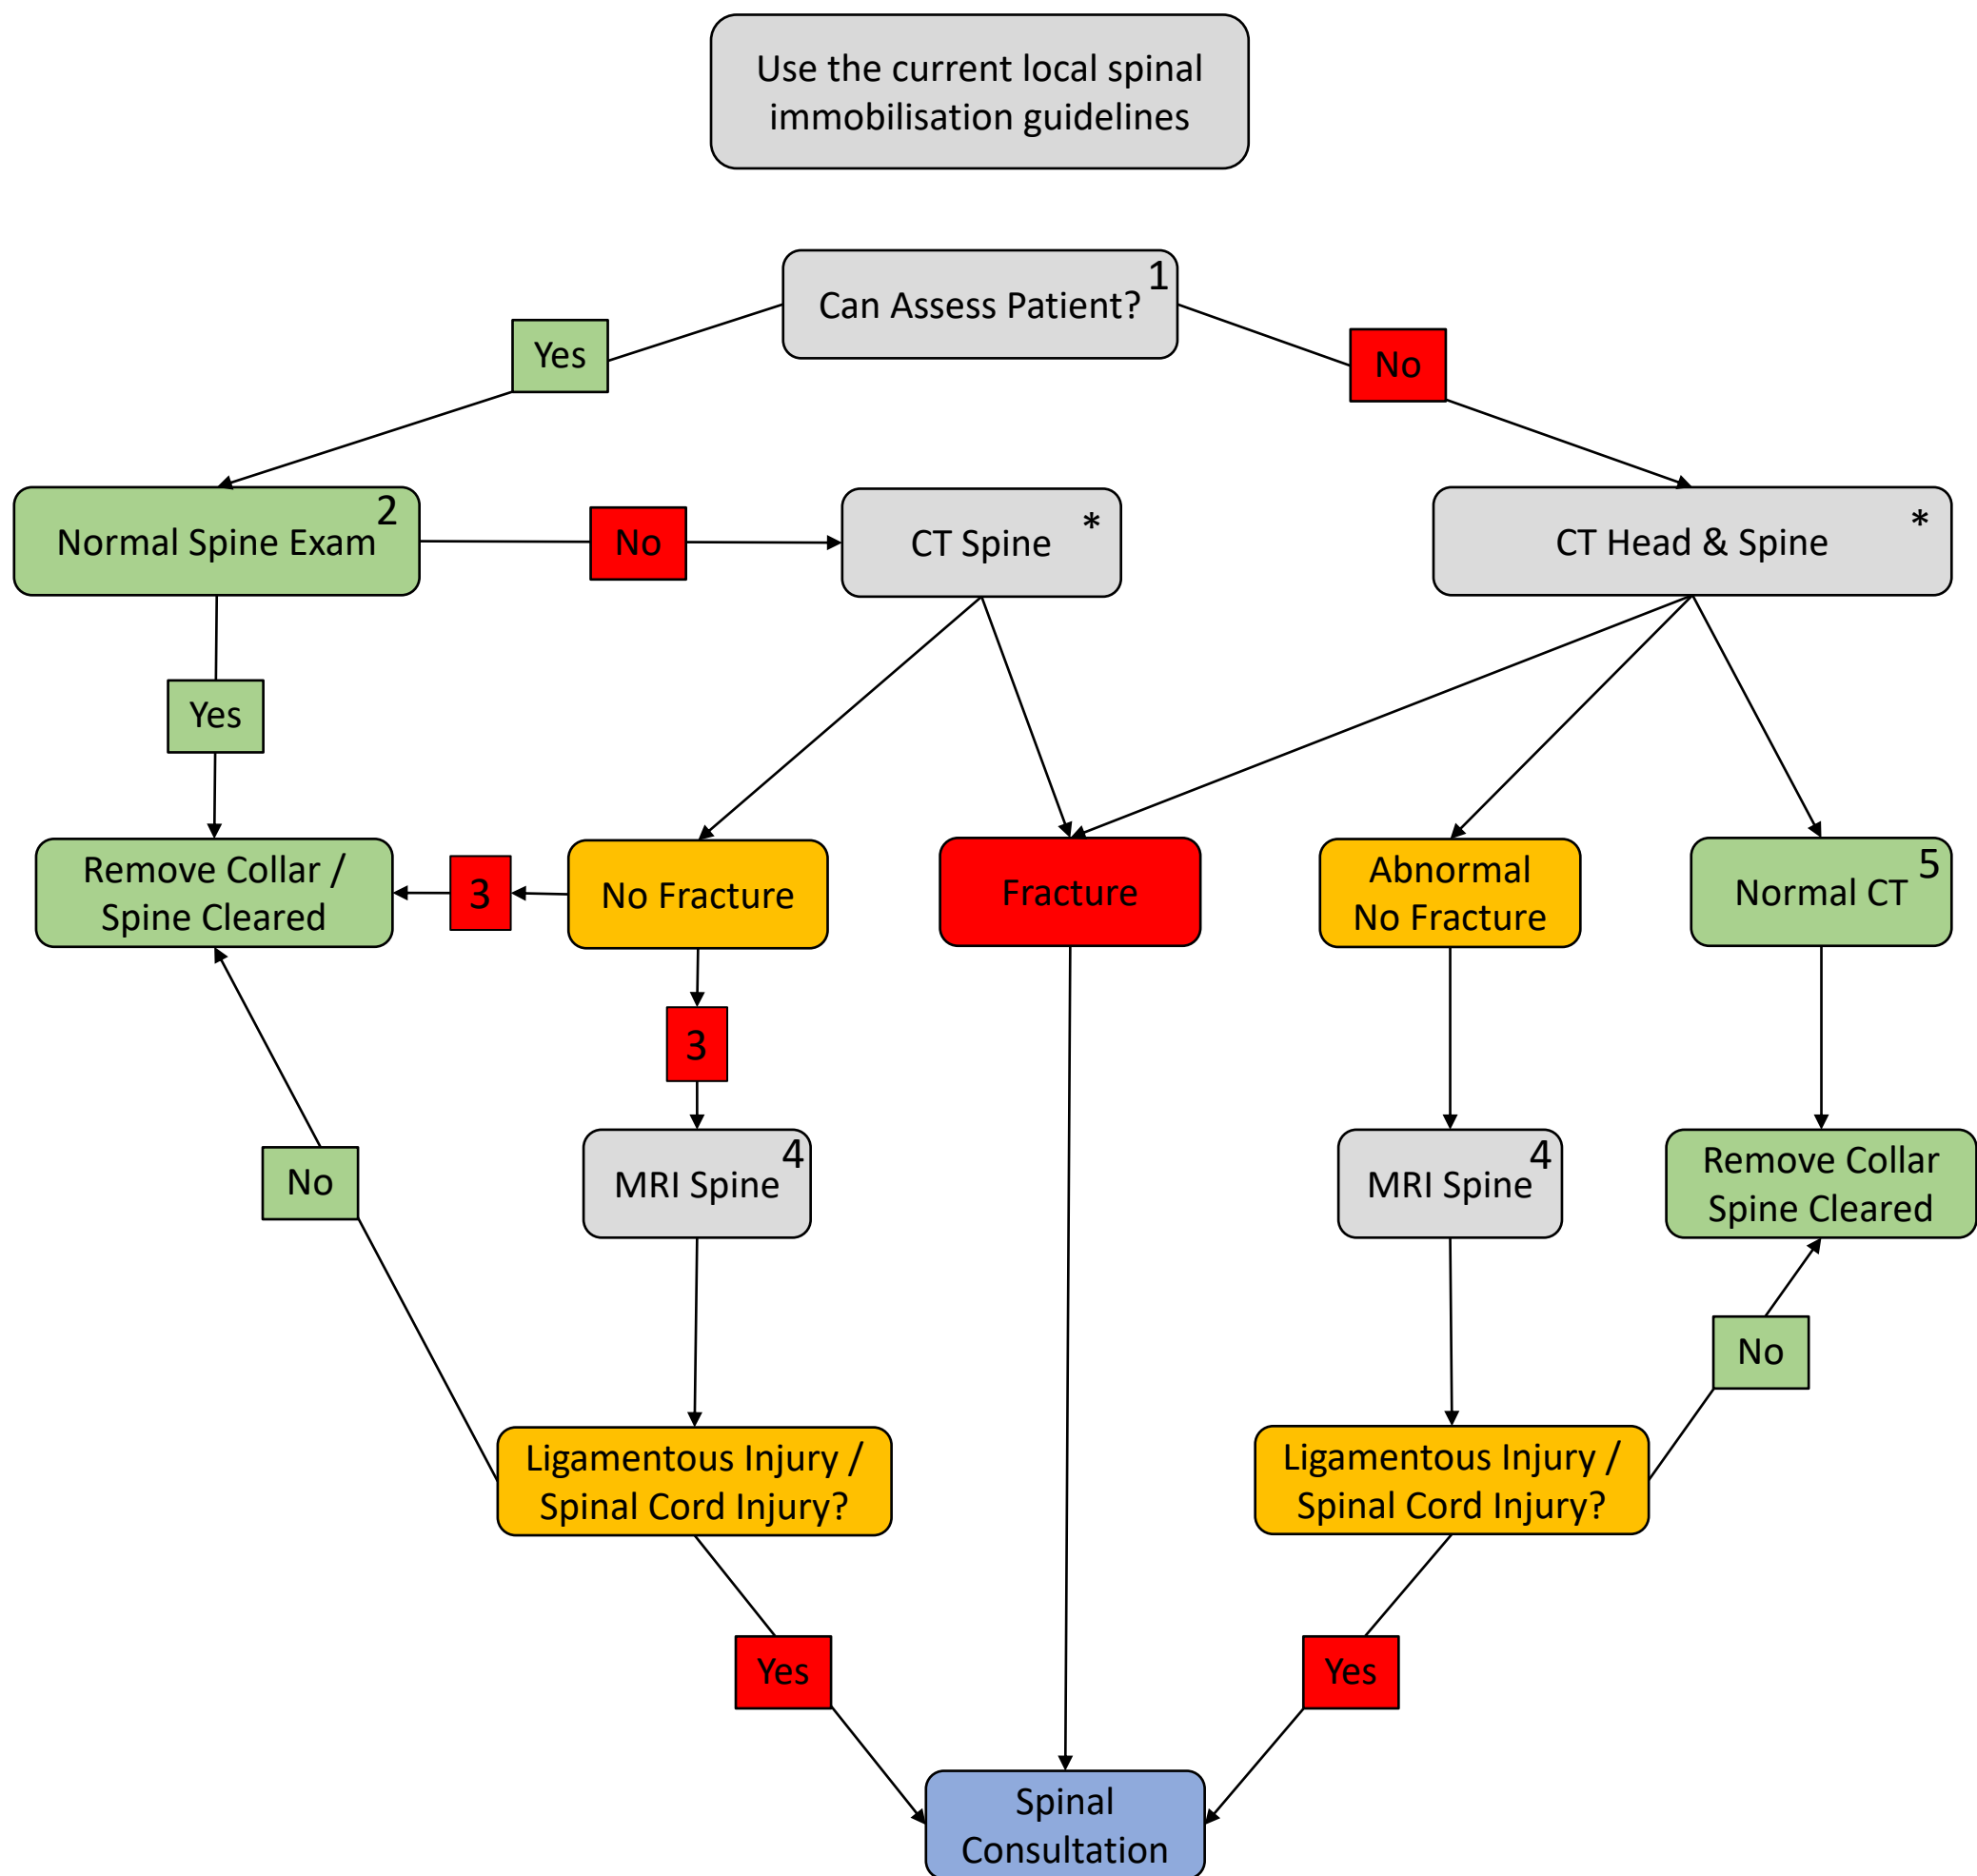 Use the current local spinal
immobilisation guidelines
1
Can Assess Patient?
Yes
No
2
Normal Spine Exam
No
CT Spine
*
CT Head & Spine
*
Yes
Remove Collar /
Spine Cleared
3
No Fracture
Fracture
Abnormal
No Fracture
5
Normal CT
3
No
4
MRI Spine
4
MRI Spine
Remove Collar
Spine Cleared
No
Ligamentous Injury /
Spinal Cord Injury?
Ligamentous Injury /
Spinal Cord Injury?
Yes
Yes
Spinal
Consultation